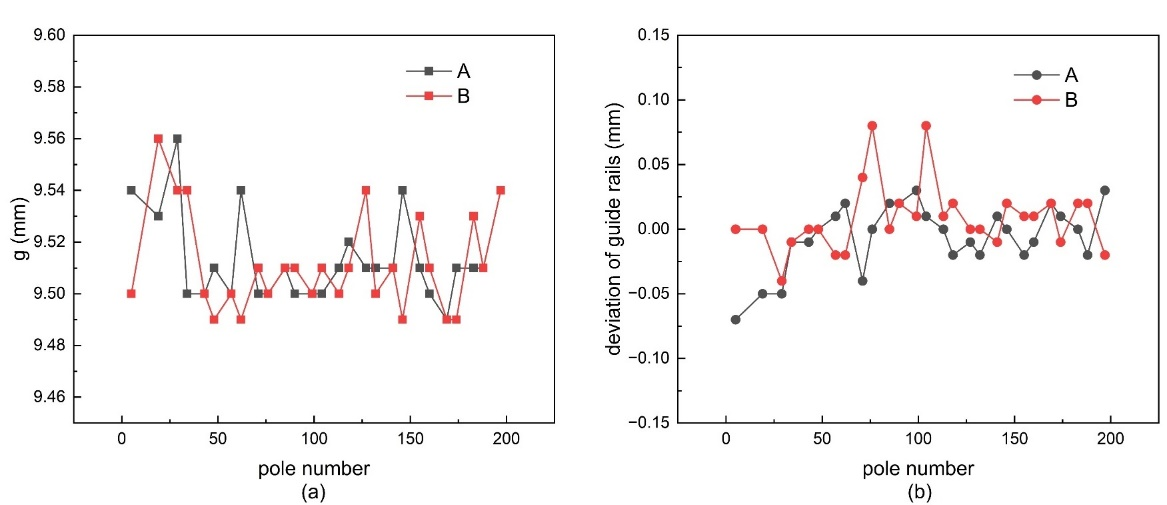 9.60
9.58
9.56
9.54
9.52
9.50
9.48
9.46
g (mm)
A
B
0
50
100
150
200
pole number
(a)
0.15
0.10
0.05
0.00
−0.05
−0.10
−0.15
deviation of guide rails (mm)
A
B
0
50
100
150
200
pole number
(b)